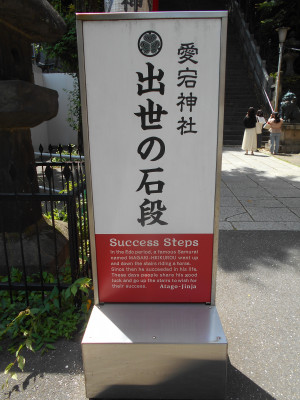 愛宕神社
出世の石段
Success Steps
In the Edo period, a famous Samurai
named MAGAKI-HEIKUROU went up
and down the stairs riding a horse.
Since then he succeeded in his life.
These days people share his good
luck and go up the stairs to wish for
their success. Atago-Jinja